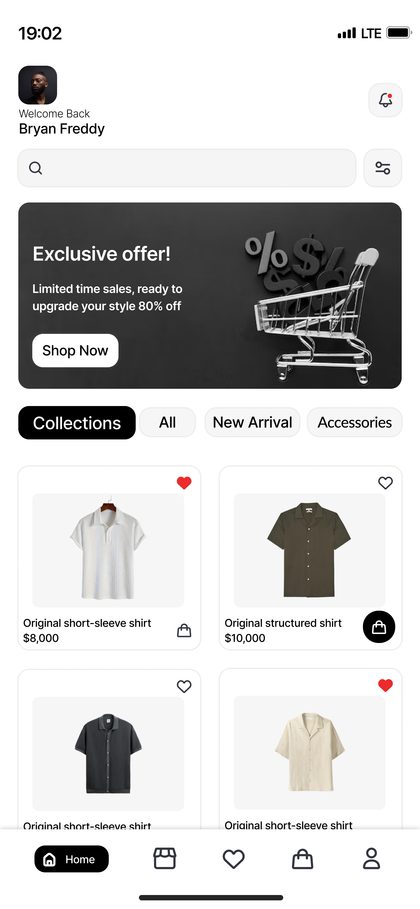 19:02
LTE
Welcome Back
Bryan Freddy
% $
Exclusive offer!
Limited time sales, ready to
upgrade your style 80% off
Shop Now
Collections
All
New Arrival
Accessories
Original short-sleeve shirt
$8,000
Original structured shirt
$10,000
Original short-sleeve shirt
Original short-sleeve shirt
Home